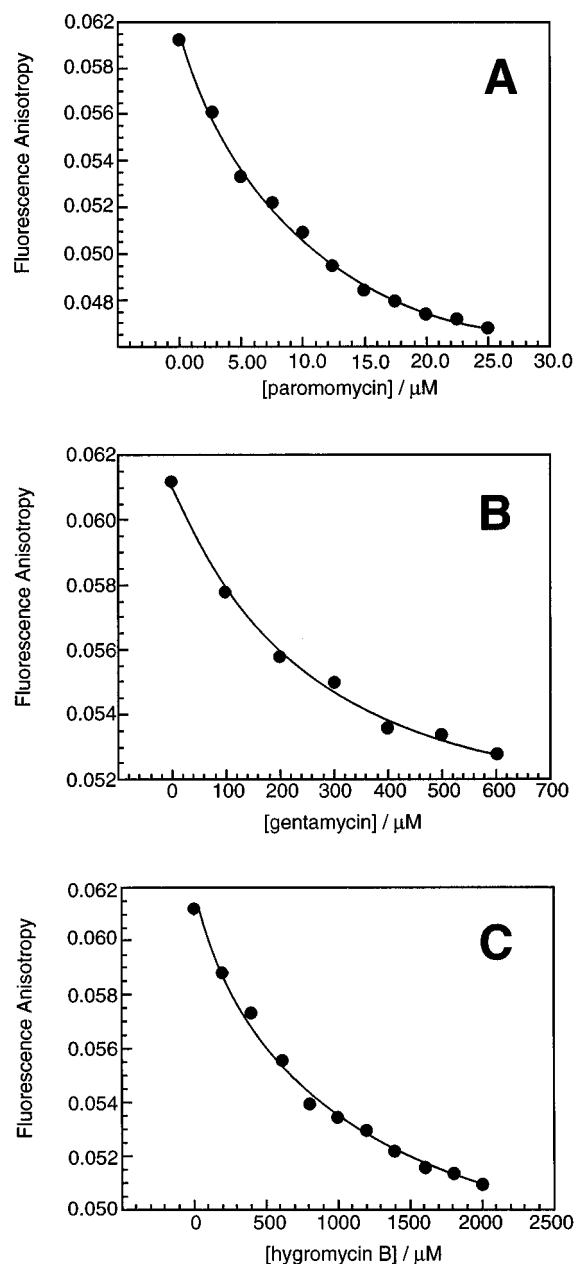 0.062
0.060
0.058
0.056
0.054
0.052
0.050
0.048
Fluorescence Anisotropy
A
0.00 5.00 10.0 15.0 20.0 25.0 30.0
[paromomycin] / μM
0.062
0.060
0.058
0.056
0.054
0.052
Fluorescence Anisotropy
B
0 100 200 300 400 500 600 700
[gentamycin] / μM
0.062
0.060
0.058
0.056
0.054
0.052
0.050
Fluorescence Anisotropy
C
0 500 1000 1500 2000 2500
[hygromycin B] / μM